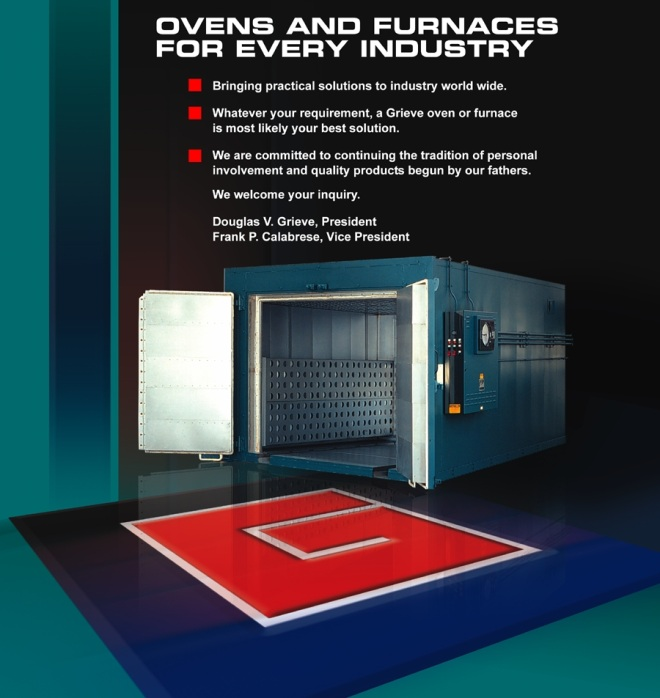 OVENS AND FURNACES
FOR EVERY INDUSTRY
Bringing practical solutions to industry world wide.
Whatever your requirement, a Grieve oven or furnace
is most likely your best solution.
We are committed to continuing the tradition of personal
involvement and quality products begun by our fathers.
We welcome your inquiry.
Douglas V. Grieve, President
Frank P. Calabrese, Vice President